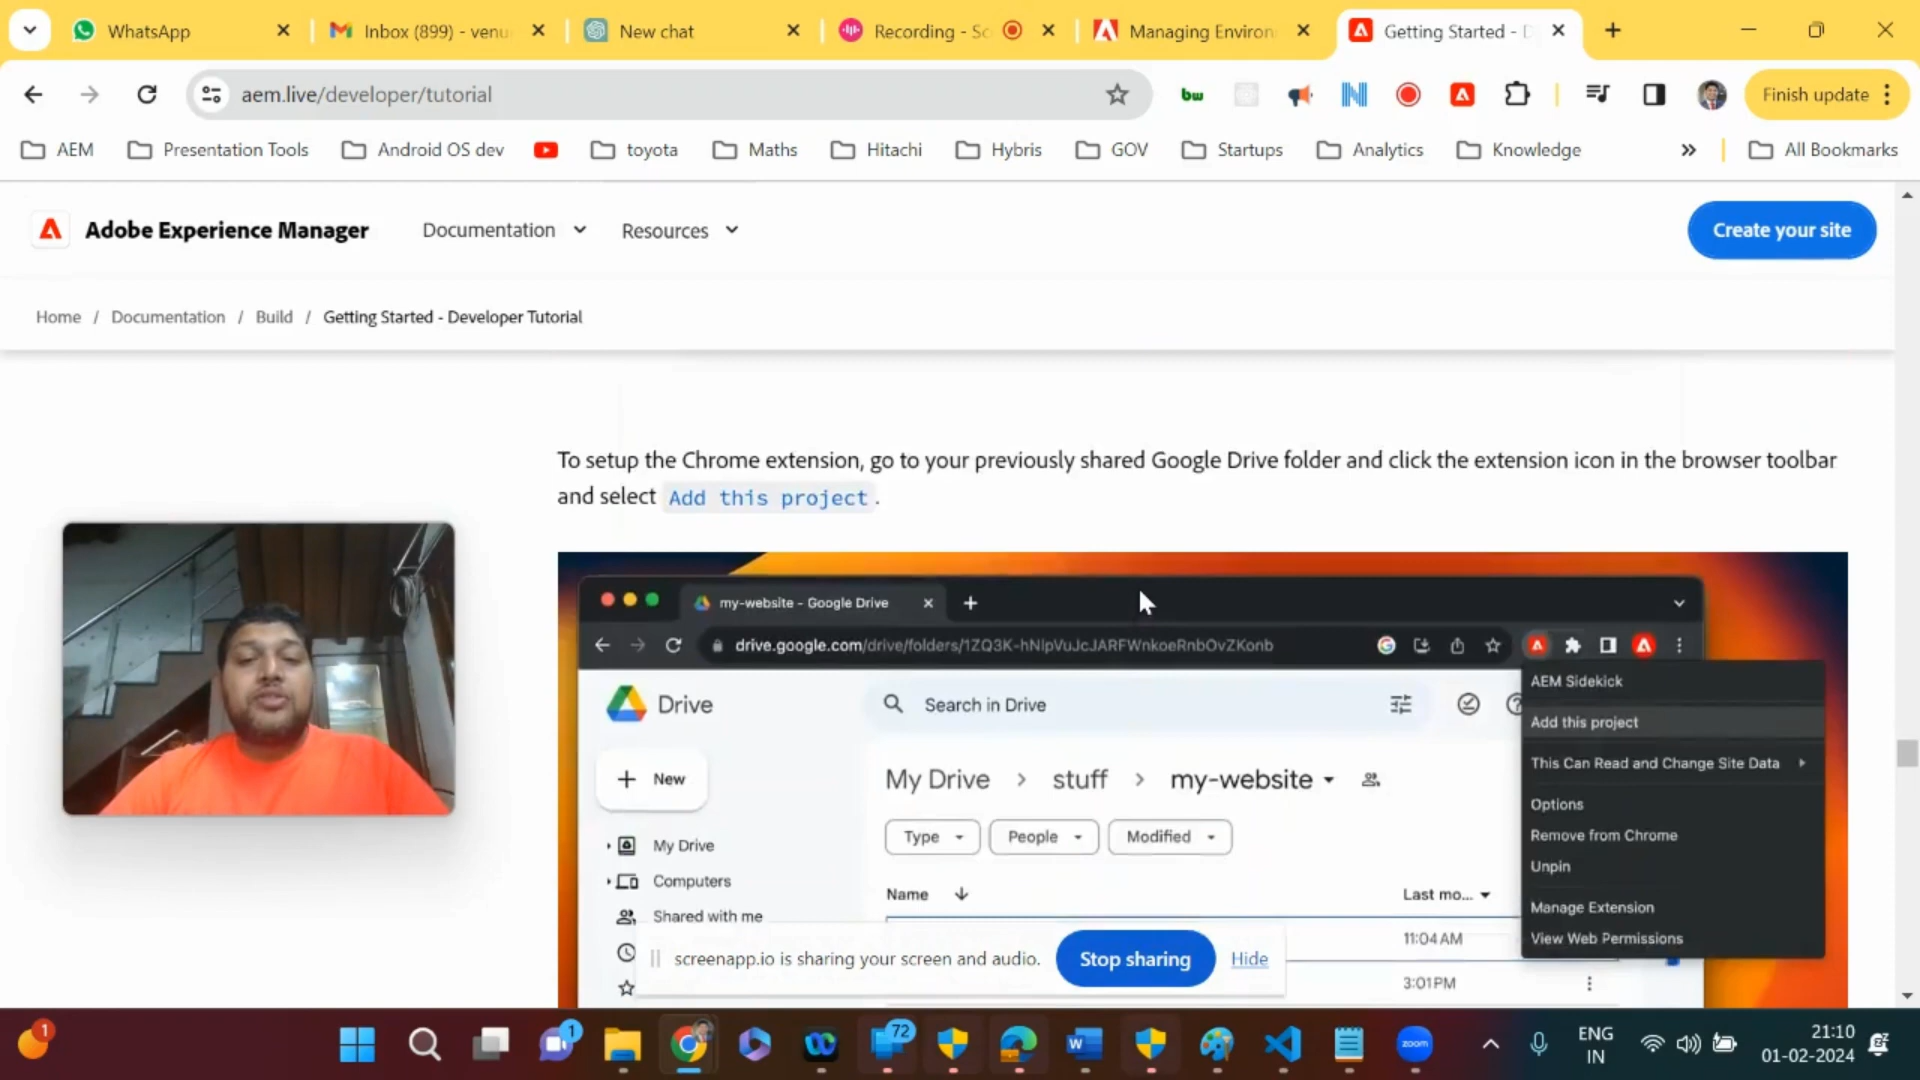 WhatsApp
Inbox (899) - venu
New chat
Recording - Sc
Managing Environ
Getting Started - D
aem.live/developer/tutorial
bw
Finish update
AEM
Presentation Tools
Android OS dev
toyota
Maths
Hitachi
Hybris
GOV
Startups
Analytics
Knowledge
All Bookmarks
Adobe Experience Manager
Documentation
Resources
Create your site
Home / Documentation / Build / Getting Started - Developer Tutorial
To setup the Chrome extension, go to your previously shared Google Drive folder and click the extension icon in the browser toolbar
and select Add this project.
my-website - Google Drive
drive.google.com/drive/folders/1ZQ3K-hNlpVuJcJARFWnkoeRnbOvZKonb
AEM Sidekick
Drive
Search in Drive
Add this project
This Can Read and Change Site Data
New
My Drive > stuff > my-website
Options
Remove from Chrome
Type
People
Modified
My Drive
Unpin
Computers
Name
Last mo...
Manage Extension
Shared with me
11:04 AM
View Web Permissions
screenapp.io is sharing your screen and audio.
Stop sharing
Hide
3:01 PM
1
1
72
zoom
ENG
IN
21:10
01-02-2024